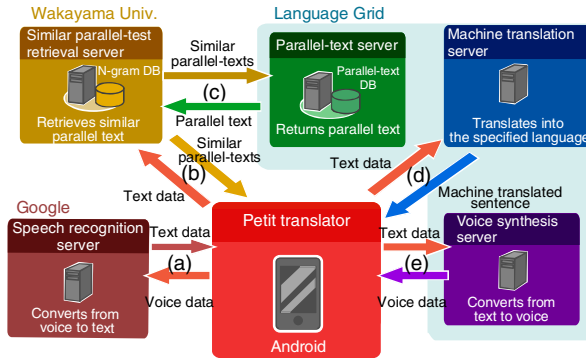 Wakayama Univ.
Language Grid
Similar parallel-test
retrieval server
N-gram DB
Retrieves similar
parallel text
Similar
parallel-texts
(c)
Parallel text
Parallel-text server
Parallel-text
DB
Returns parallel text
Machine translation
server
Translates into
the specified language
Similar
parallel-texts
(b)
Text data
Text data
(d)
Machine translated
sentence
Google
Speech recognition
server
Converts from
voice to text
Text data
(a)
Voice data
Petit translator
Android
Text data
(e)
Voice data
Voice synthesis
server
Converts from
text to voice